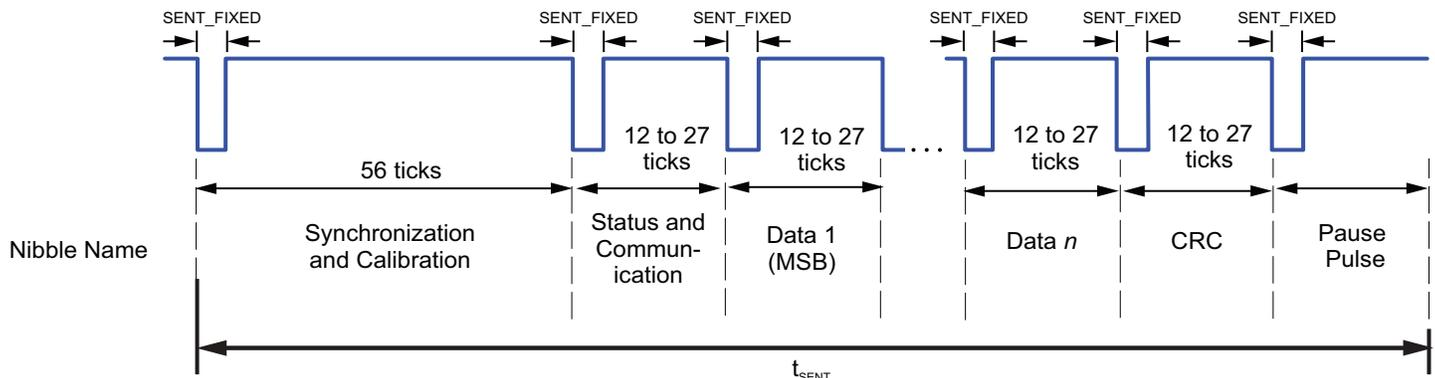 SENT_FIXED SENT_FIXED SENT_FIXED SENT_FIXED SENT_FIXED SENT_FIXED
56 ticks
12 to 27
ticks
12 to 27
ticks
...
12 to 27
ticks
12 to 27
ticks
Nibble Name
Synchronization
and Calibration
Status and
Commun-
ication
Data 1
(MSB)
Data n
CRC
Pause
Pulse
tSENT